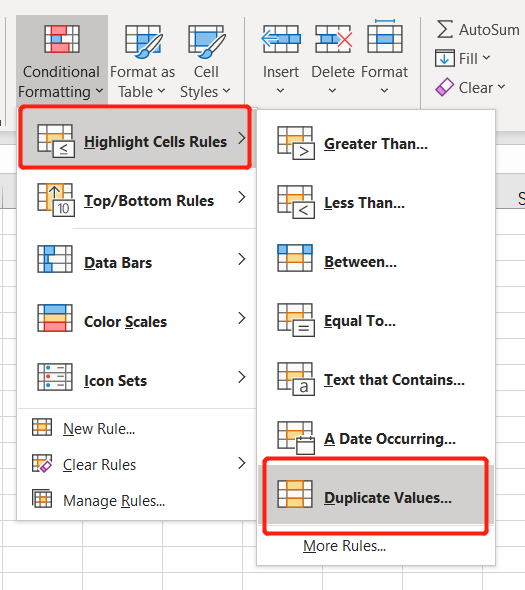 Conditional Formatting
Format as Table
Cell Styles
Insert
Delete
Format
AutoSum
Fill
Clear
Highlight Cells Rules
Top/Bottom Rules
10
Data Bars
Color Scales
Icon Sets
New Rule...
Clear Rules
Manage Rules...
Greater Than...
Less Than...
Between...
Equal To...
Text that Contains...
a
A Date Occurring...
Duplicate Values...
More Rules...